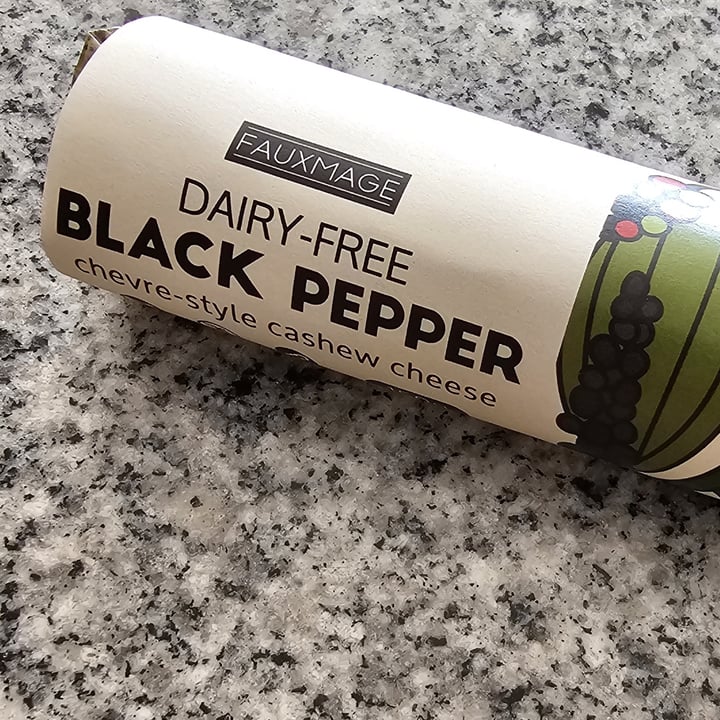 FAUXMAGE
DAIRY-FREE
BLACK PEPPER
chevre-style cashew cheese